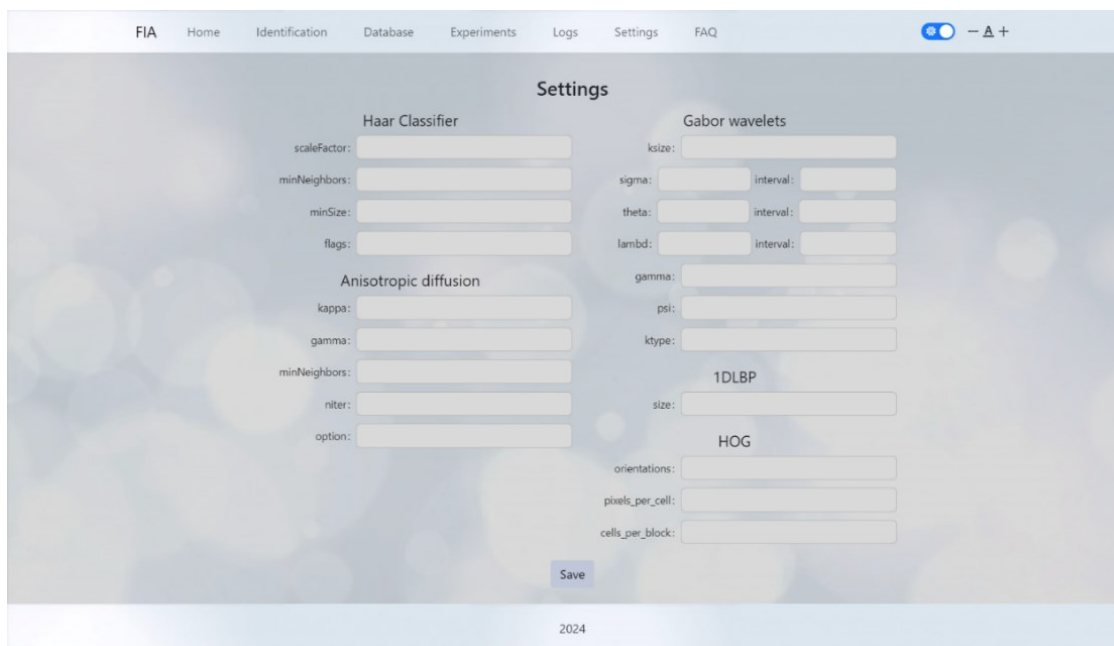 FIA Home Identification Database Experiments Logs Settings FAQ — A +
Settings
Haar Classifier
scaleFactor:
minNeighbors:
minSize:
flags:
Anisotropic diffusion
kappa:
gamma:
minNeighbors:
niter:
option:
Gabor wavelets
ksize:
sigma: interval:
theta: interval:
lambd: interval:
gamma:
psi:
ktype:
1DLBP
size:
HOG
orientations:
pixels_per_cell:
cells_per_block:
Save
2024